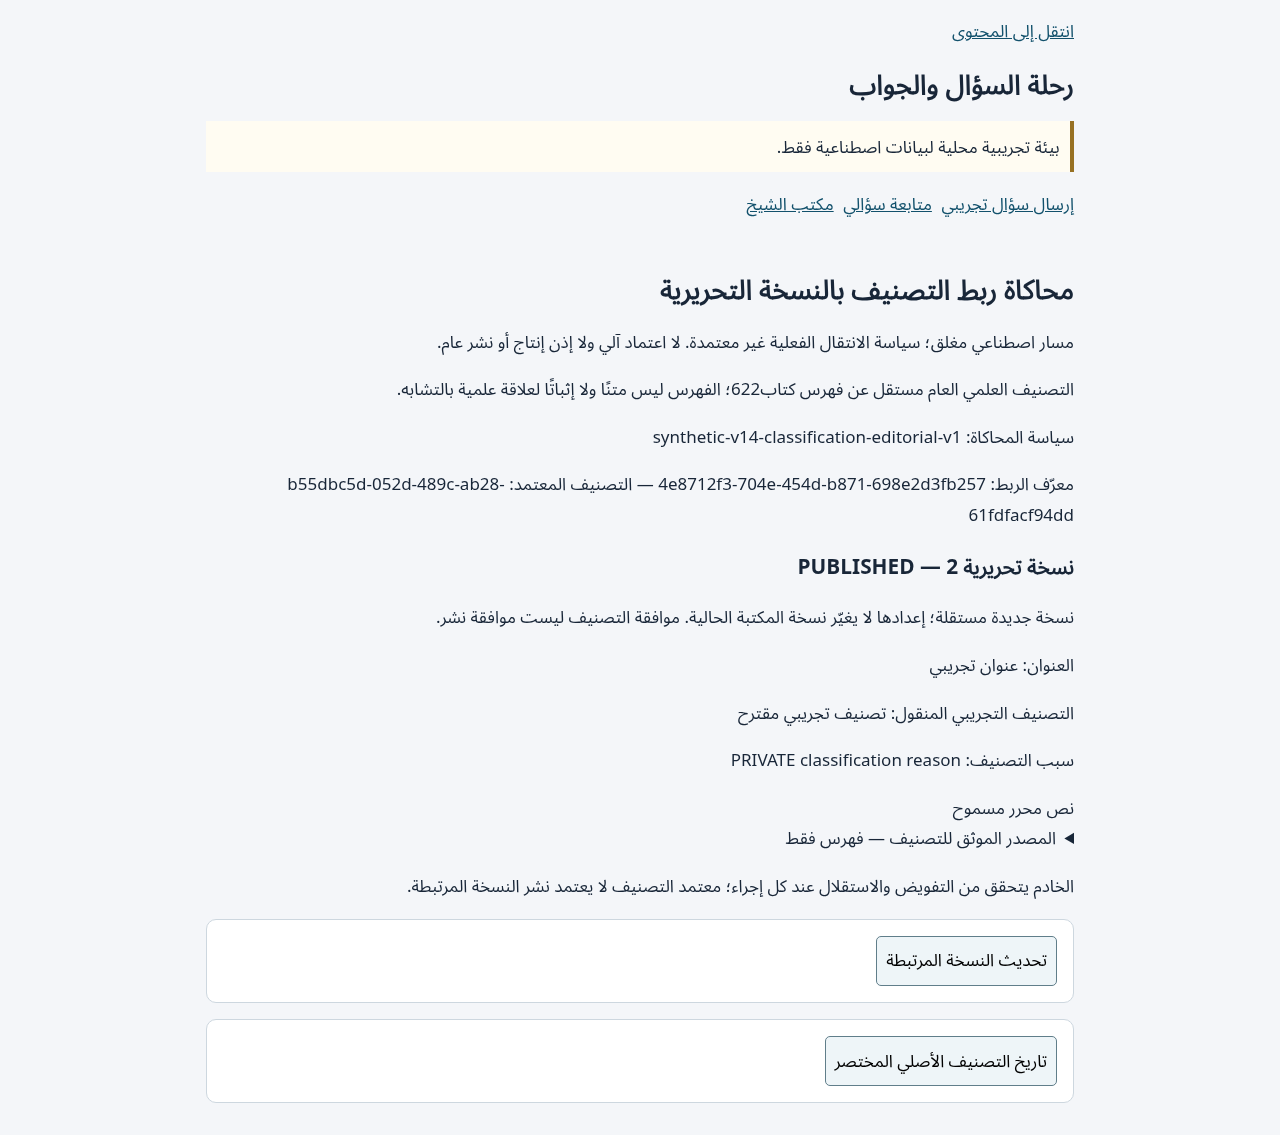 انتقل إلى المحتوى
رحلة السؤال والجواب
بيئة تجريبية محلية لبيانات اصطناعية فقط.
إرسال سؤال تجريبي متابعة سؤالي مكتب الشيخ
محاكاة ربط التصنيف بالنسخة التحريرية
مسار اصطناعي مغلق؛ سياسة الانتقال الفعلية غير معتمدة. لا اعتماد آلي ولا إذن إنتاج أو نشر عام.
التصنيف العلمي العام مستقل عن فهرس كتاب622؛ الفهرس ليس متنًا ولا إثباتًا لعلاقة علمية بالتشابه.
سياسة المحاكاة: synthetic-v14-classification-editorial-v1
معرّف الربط: 4e8712f3-704e-454d-b871-698e2d3fb257 — التصنيف المعتمد: b55dbc5d-052d-489c-ab28-
61fdfacf94dd
نسخة تحريرية 2 — PUBLISHED
نسخة جديدة مستقلة؛ إعدادها لا يغيّر نسخة المكتبة الحالية. موافقة التصنيف ليست موافقة نشر.
العنوان: عنوان تجريبي
التصنيف التجريبي المنقول: تصنيف تجريبي مقترح
سبب التصنيف: PRIVATE classification reason
نص محرر مسموح
المصدر الموثق للتصنيف — فهرس فقط
الخادم يتحقق من التفويض والاستقلال عند كل إجراء؛ معتمد التصنيف لا يعتمد نشر النسخة المرتبطة.
تحديث النسخة المرتبطة
تاريخ التصنيف الأصلي المختصر